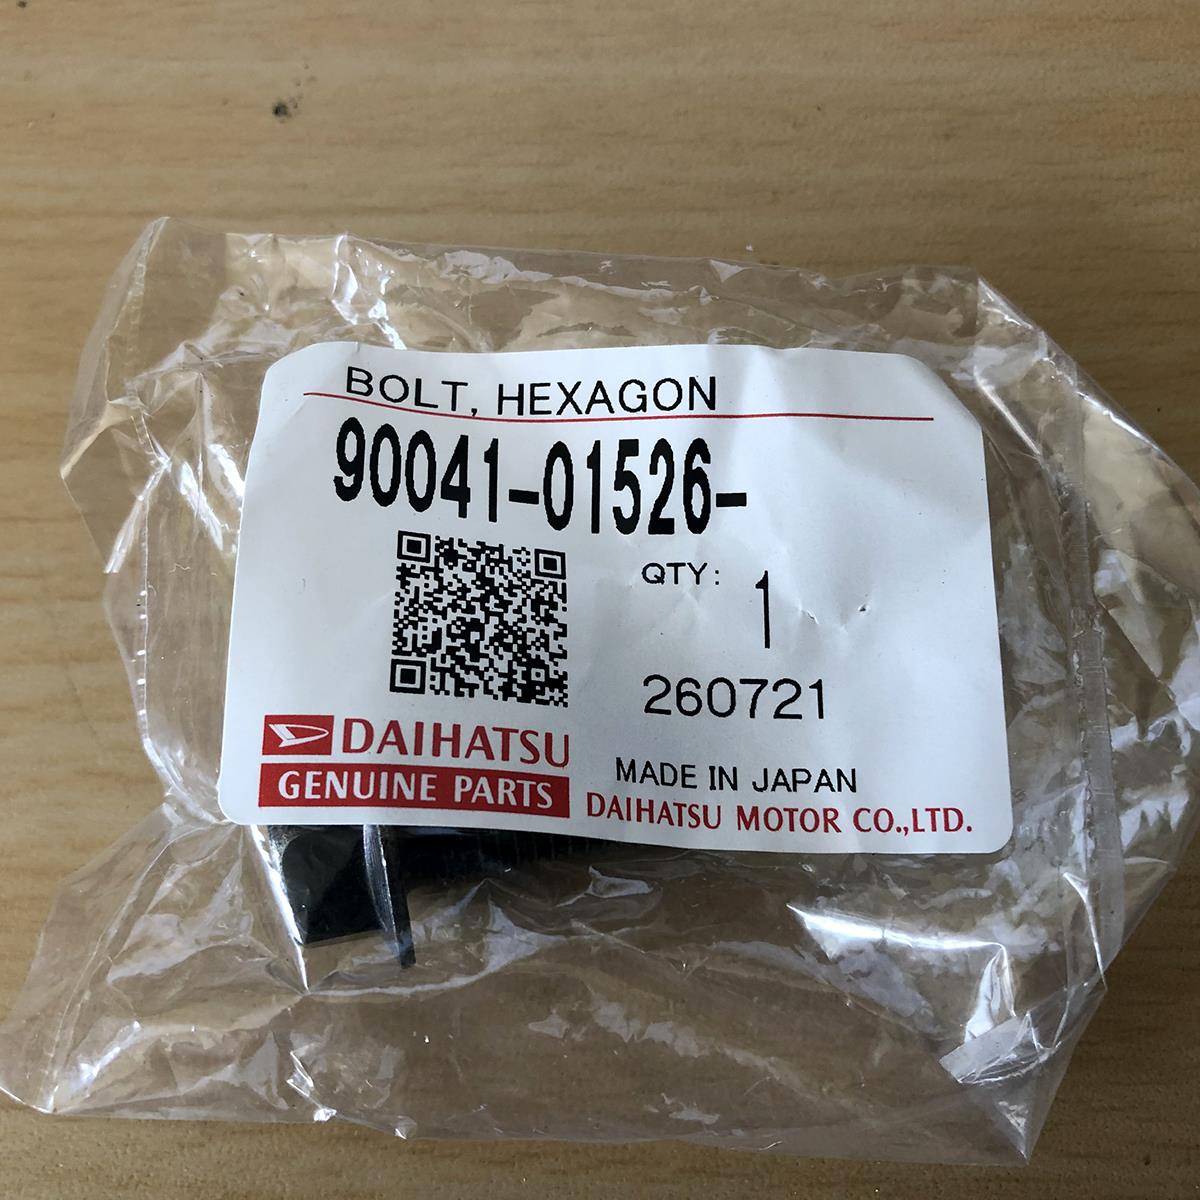 BOLT, HEXAGON
90041-01526-
QTY: 1
260721
DAIHATSU
GENUINE PARTS
MADE IN JAPAN
DAIHATSU MOTOR CO.,LTD.